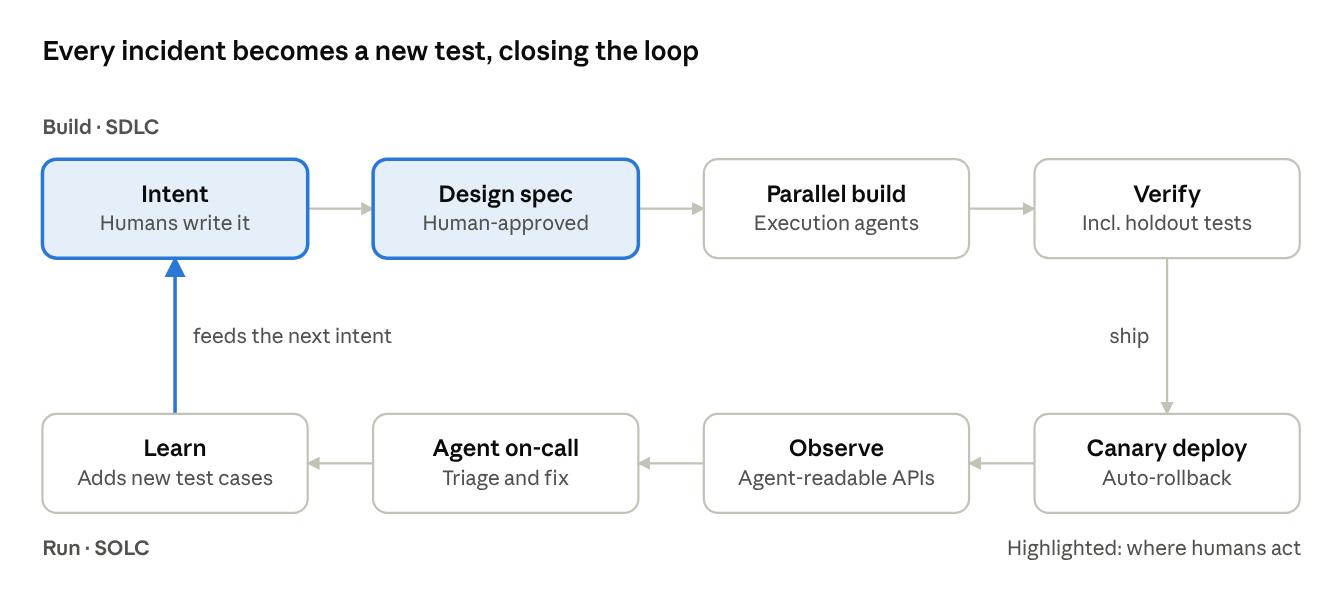 Every incident becomes a new test, closing the loop
Build · SDLC
Intent
Humans write it
Design spec
Human-approved
Parallel build
Execution agents
Verify
Incl. holdout tests
feeds the next intent
ship
Learn
Adds new test cases
Agent on-call
Triage and fix
Observe
Agent-readable APIs
Canary deploy
Auto-rollback
Run · SOLC
Highlighted: where humans act